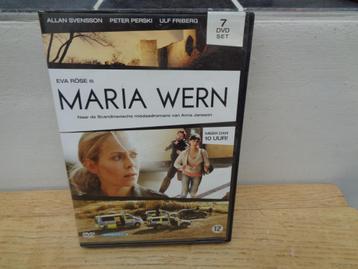 ALLAN SVENSSON PETER PERSKI ULF FRIBERG
7
DVD
SET
EVA RÖSE is
MARIA WERN
Naar de Scandinavische misdaadromans van Anna Jansson
MEER DAN
10 UUR!
DVD
12